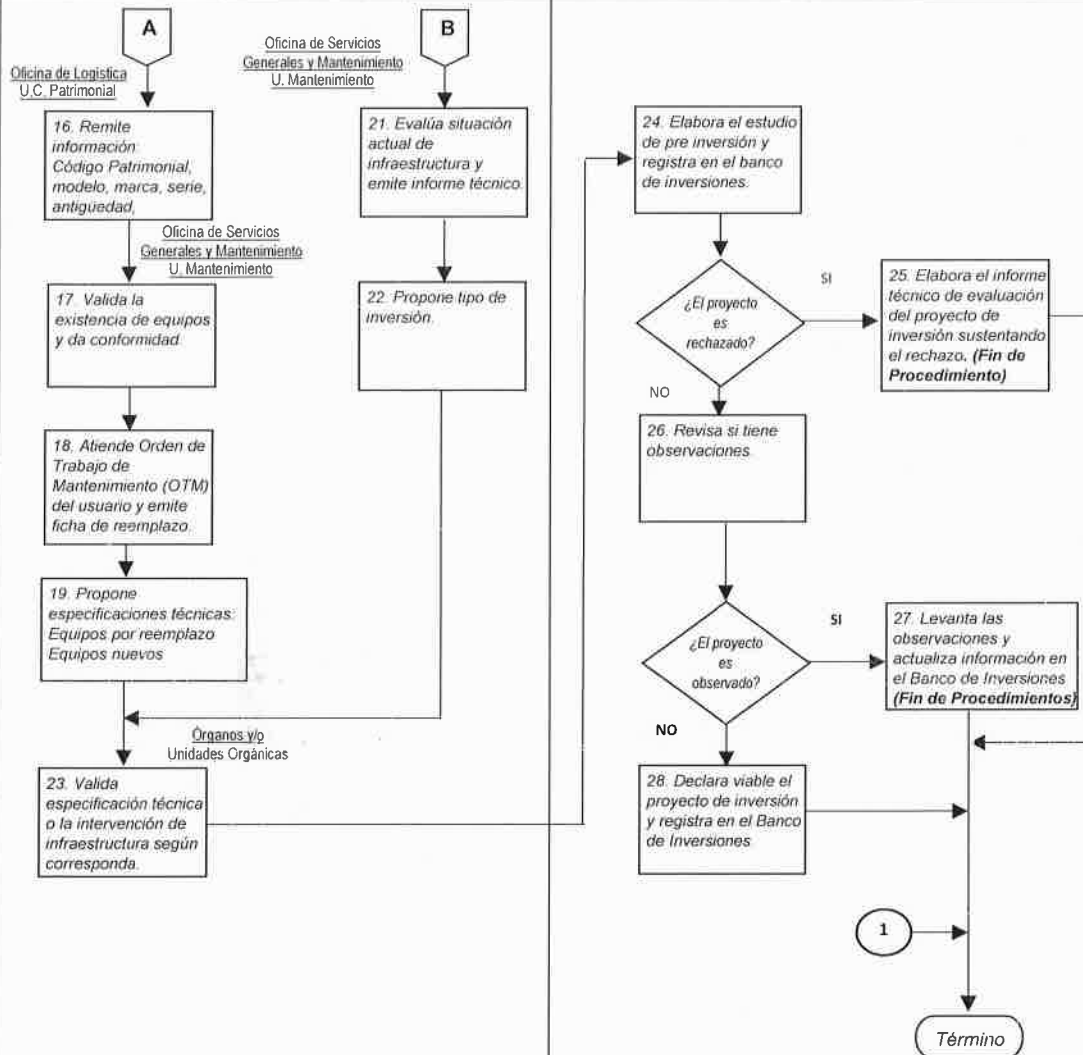 A
Oficina de Logística
U.C. Patrimonial
16. Remite
información
Código Patrimonial,
modelo, marca, serie,
antigüedad,
Oficina de Servicios
Generales y Mantenimiento
U. Mantenimiento
17. Valida la
existencia de equipos
y da conformidad
18. Atiende Orden de
Trabajo de
Mantenimiento (OTM)
del usuario y emite
ficha de reemplazo.
19. Propone
especificaciones técnicas:
Equipos por reemplazo
Equipos nuevos
B
Oficina de Servicios
Generales y Mantenimiento
U. Mantenimiento
21. Evalúa situación
actual de
infraestructura y
emite informe técnico.
22. Propone tipo de
inversión.
Órganos y/o
Unidades Orgánicas
23. Valida
especificación técnica
o la intervención de
infraestructura según
corresponda.
24. Elabora el estudio
de pre inversión y
registra en el banco
de inversiones.
¿El proyecto
es
rechazado?
SI
25. Elabora el informe
técnico de evaluación
del proyecto de
inversión sustentando
el rechazo. (Fin de
Procedimiento)
NO
26. Revisa si tiene
observaciones.
¿El proyecto
es
observado?
SI
27. Levanta las
observaciones y
actualiza información en
el Banco de Inversiones
(Fin de Procedimientos)
NO
28. Declara viable el
proyecto de inversión
y registra en el Banco
de Inversiones
1
Término